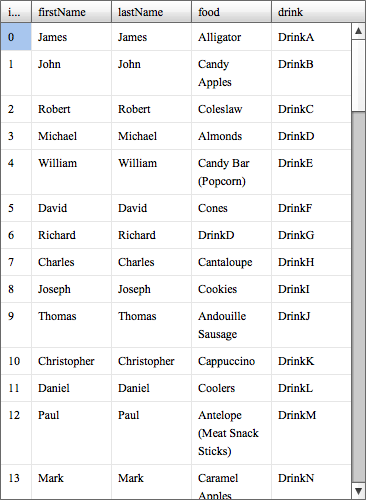 i... firstName lastName food drink
0 James James Alligator DrinkA
1 John John Candy DrinkB
Apples
2 Robert Robert Coleslaw DrinkC
3 Michael Michael Almonds DrinkD
4 William William Candy Bar DrinkE
(Popcorn)
5 David David Cones DrinkF
6 Richard Richard DrinkD DrinkG
7 Charles Charles Cantaloupe DrinkH
8 Joseph Joseph Cookies DrinkI
9 Thomas Thomas Andouille DrinkJ
Sausage
10 Christopher Christopher Cappuccino DrinkK
11 Daniel Daniel Coolers DrinkL
12 Paul Paul Antelope DrinkM
(Meat Snack
Sticks)
13 Mark Mark Caramel DrinkN
Apples